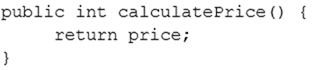 public int calculatePrice() {
     return price;
}